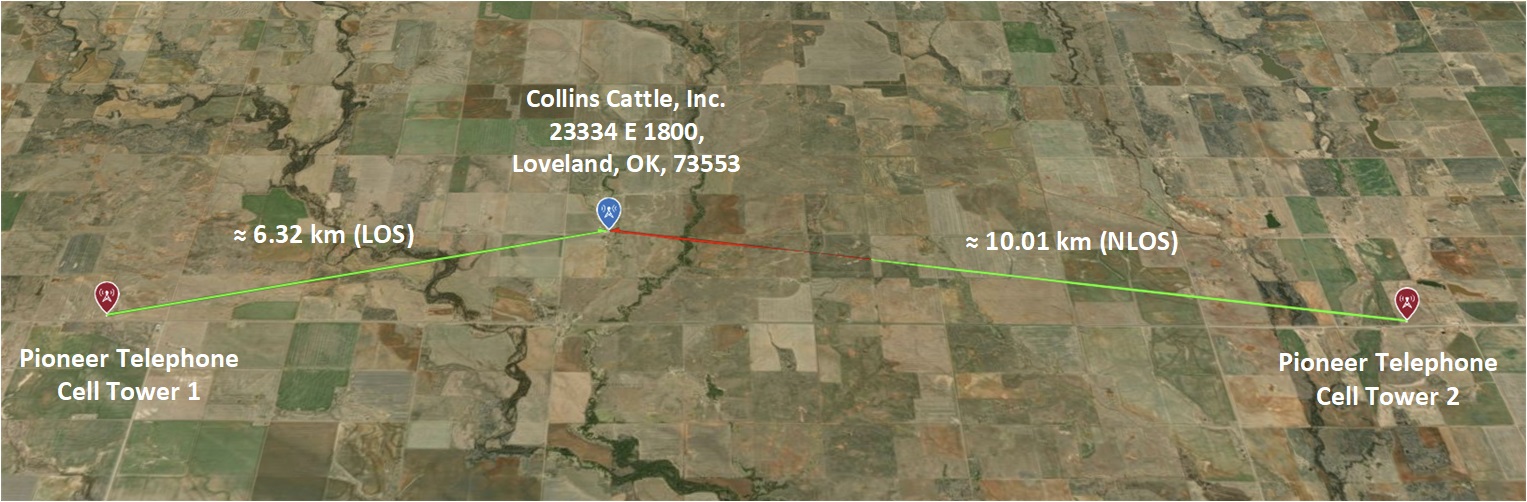 Collins Cattle, Inc.
23334 E 1800,
Loveland, OK, 73553
≈ 6.32 km (LOS)
≈ 10.01 km (NLOS)
Pioneer Telephone
Cell Tower 1
Pioneer Telephone
Cell Tower 2